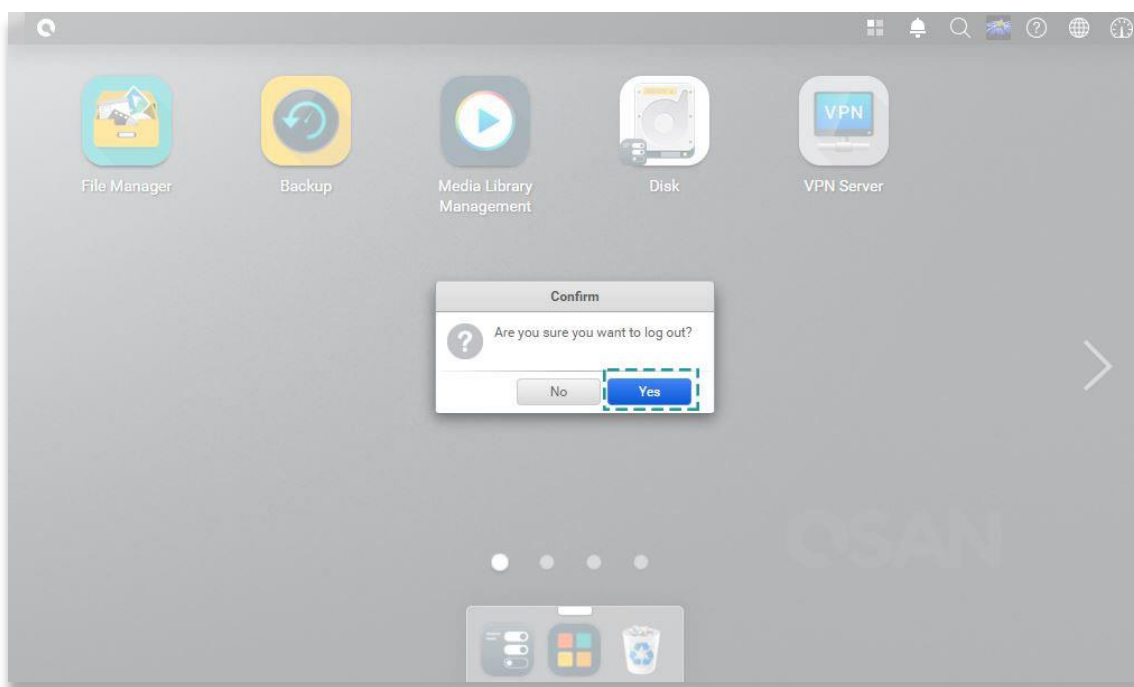 VPN
File Manager
Backup
Media Library
Management
Disk
VPN Server
Confirm
Are you sure you want to log out?
No
Yes
QSAN